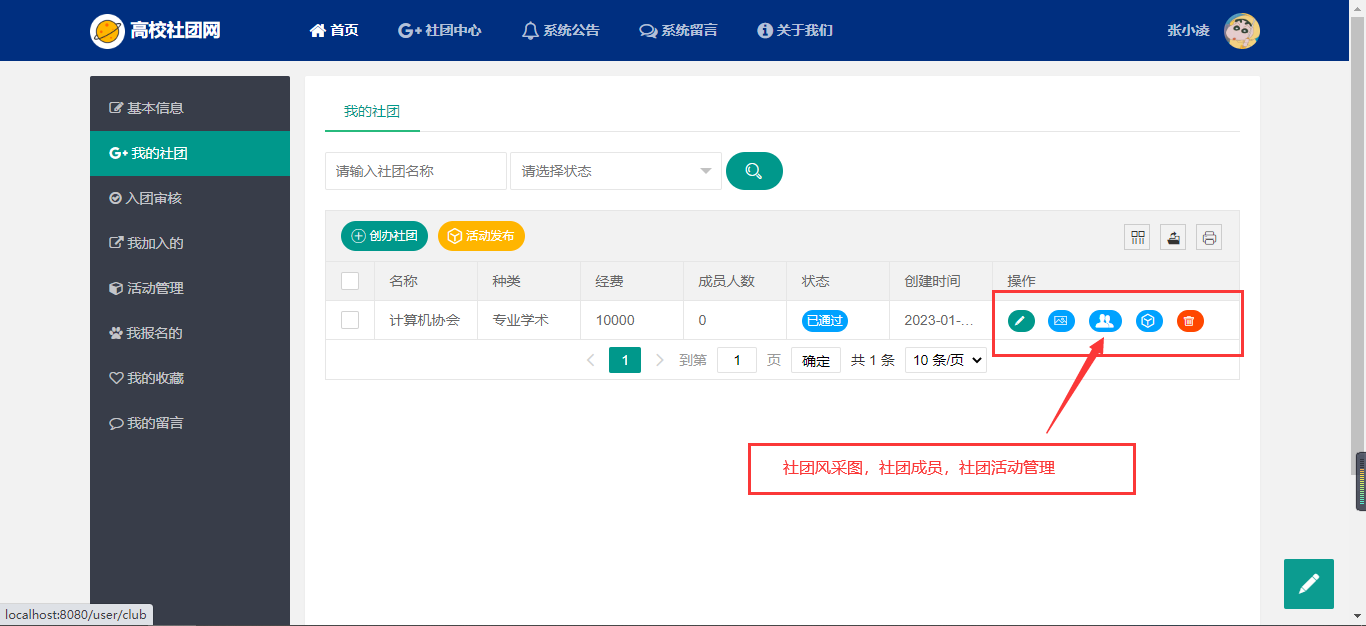 高校社团网
首页
G+ 社团中心
系统公告
系统留言
关于我们
张小凌
基本信息
G+ 我的社团
入团审核
我加入的
活动管理
我报名的
我的收藏
我的留言
我的社团
请输入社团名称
请选择状态
创办社团
活动发布
名称 种类 经费 成员人数 状态 创建时间 操作
计算机协会 专业学术 10000 0 已通过 2023-01-...
1 到第 1 页 确定 共 1 条 10 条/页
社团风采图，社团成员，社团活动管理
localhost:8080/user/club